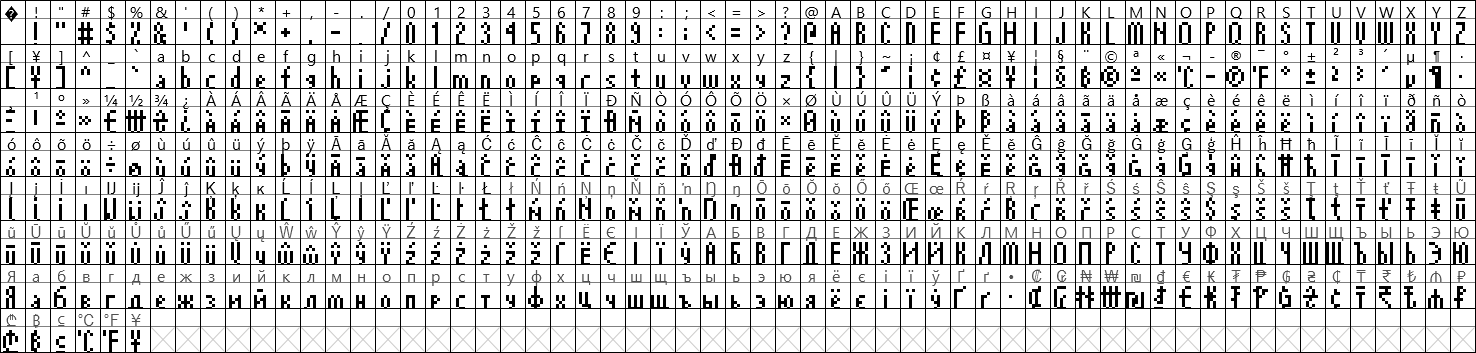 � ! " # $ % & ' ( ) * + , - . / 0 1 2 3 4 5 6 7 8 9 : ; < = > ? @ A B C D E F G H I J K L M N O P Q R S T U V W X Y Z
[ ¥ ] ^ _ ` a b c d e f g h i j k l m n o p q r s t u v w x y z { | } ~ ¡ ¢ £ ¤ ¥ ¦ § ¨ © ª « ¬ ® ¯ ° ± ² ³ ´ µ ¶ ·
¸ ¹ º » ¼ ½ ¾ ¿ À Á Â Ã Ä Å Æ Ç È É Ê Ë Ì Í Î Ï Ð Ñ Ò Ó Ô Õ Ö × Ø Ù Ú Û Ü Ý Þ ß à á â ã ä å æ ç è é ê ë ì í î ï ð ñ ò
ó ô õ ö ÷ ø ù ú û ü ý þ ÿ Ā ā Ă ă Ą ą Ć ć Ĉ ĉ Ċ ċ Č č Ď ď Đ đ Ē ē Ĕ ĕ Ė ė Ę ę Ě ě Ĝ ĝ Ğ ğ Ġ ġ Ģ ģ Ĥ ĥ Ħ ħ Ĩ ĩ Ī ī Ĭ ĭ
Į į İ ı Ĳ ĳ Ĵ ĵ Ķ ķ ĸ Ĺ ĺ Ļ ļ Ľ ľ Ŀ ŀ Ł ł Ń ń Ņ ņ Ň ň ŉ Ŋ ŋ Ō ō Ŏ ŏ Ő ő Œ œ Ŕ ŕ Ŗ ŗ Ř ř Ś ś Ŝ ŝ Ş ş Š š Ţ ţ Ť ť Ŧ ŧ Ũ
ũ Ū ū Ŭ ŭ Ů ů Ű ű Ų ų Ŵ ŵ Ŷ ŷ Ÿ Ź ź Ż ż Ž ž Ё Є І Ї Ў А Б В Г Д Е Ж З И Й К Л М Н О П Р С Т У Ф Х Ц Ч Ш Щ Ъ Ы Ь Э Ю
Я а б в г д е ж з и й к л м н о п р с т у ф х ц ч ш щ ъ ы ь э ю я ё є і ї ў Ґ ґ • ₡ ₢ ₦ ₩ ₪ ₫ € ₭ ₮ ₱ ₲ ₴ ₵ ₸ ₹ ₺ ₼ ₽
₾ ฿ ⊆ ℃ ℉ ¥